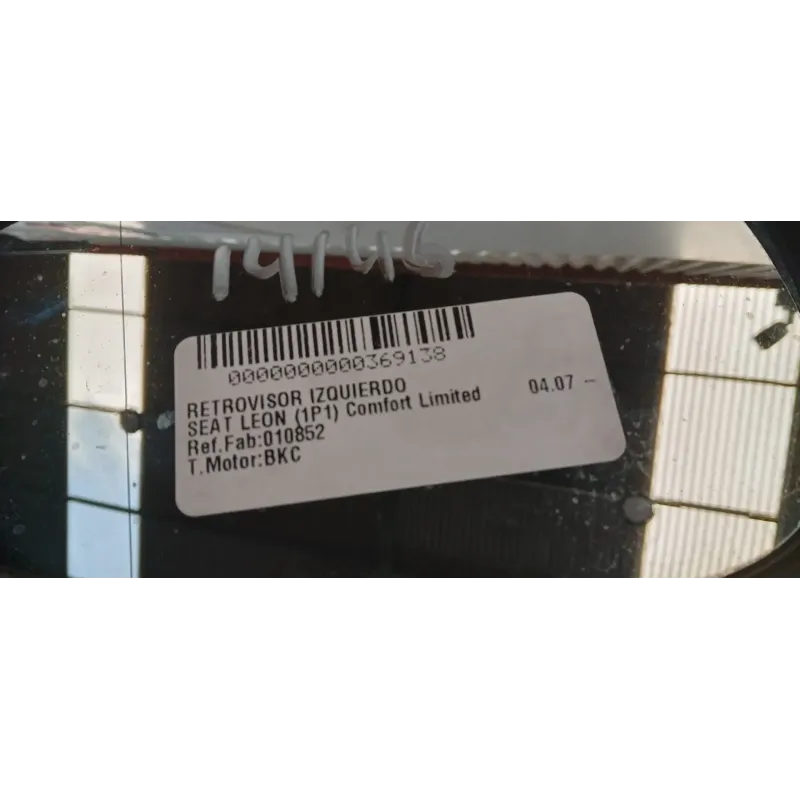 14146
0000000000369138
RETROVISOR IZQUIERDO
SEAT LEON (1P1) Comfort Limited 04.07 –
Ref.Fab:010852
T.Motor:BKC